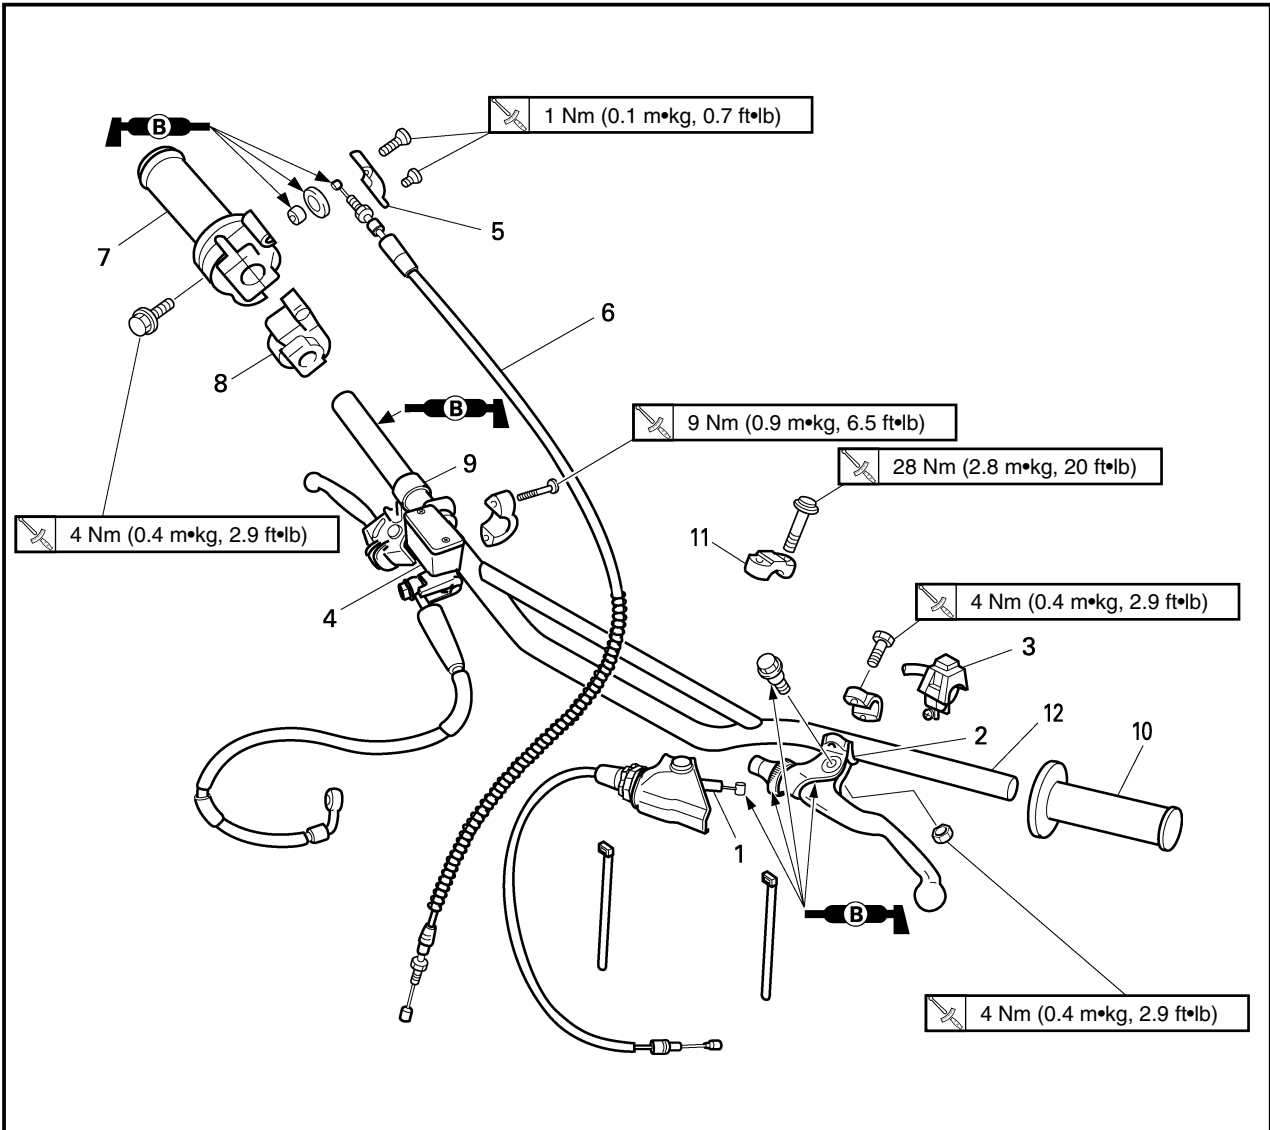 1 Nm (0.1 m•kg, 0.7 ft•lb)
B
5
7
6
8
B
9 Nm (0.9 m•kg, 6.5 ft•lb)
9
28 Nm (2.8 m•kg, 20 ft•lb)
4 Nm (0.4 m•kg, 2.9 ft•lb)
11
4
4 Nm (0.4 m•kg, 2.9 ft•lb)
3
12
2
10
1
B
4 Nm (0.4 m•kg, 2.9 ft•lb)